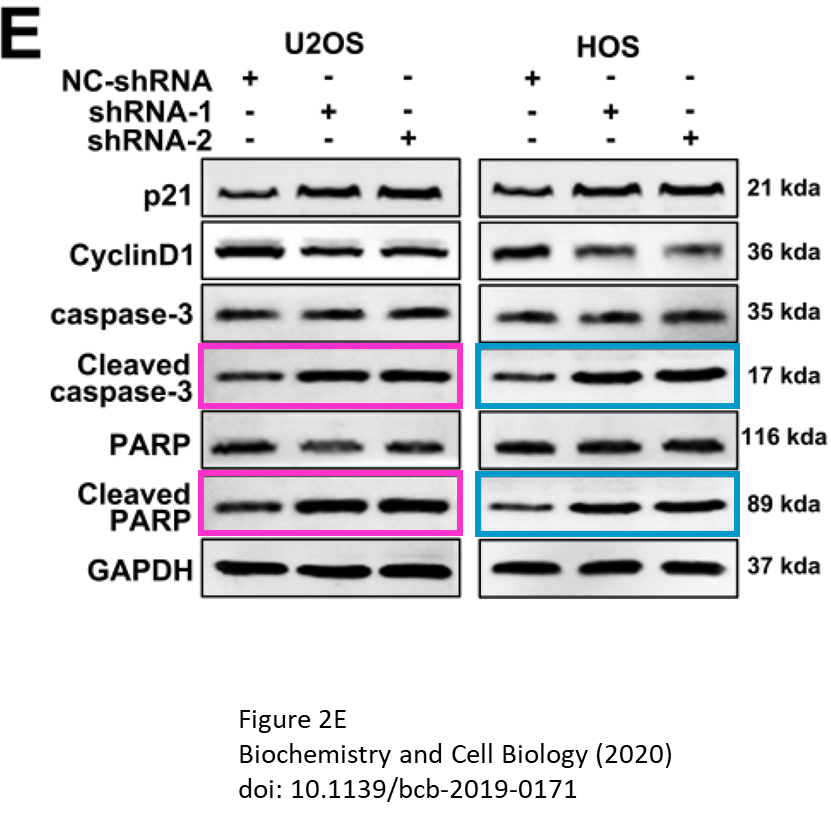 E
U2OS HOS
NC-shRNA + - - + - -
shRNA-1 - + - - + -
shRNA-2 - - + - - +
p21 21 kda
CyclinD1 36 kda
caspase-3 35 kda
Cleaved
caspase-3 17 kda
PARP 116 kda
Cleaved
PARP 89 kda
GAPDH 37 kda
Figure 2E
Biochemistry and Cell Biology (2020)
doi: 10.1139/bcb-2019-0171